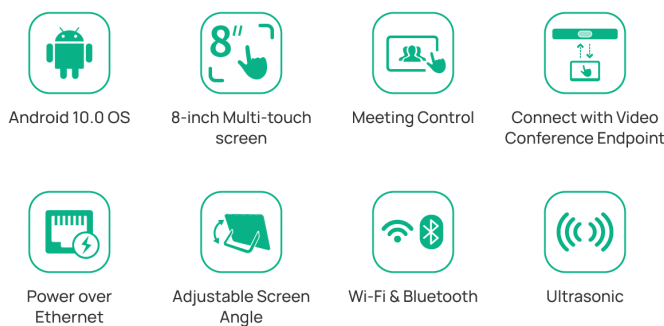 8"
Android 10.0 OS
8-inch Multi-touch
screen
Meeting Control
Connect with Video
Conference Endpoint
Power over
Ethernet
Adjustable Screen
Angle
Wi-Fi & Bluetooth
Ultrasonic